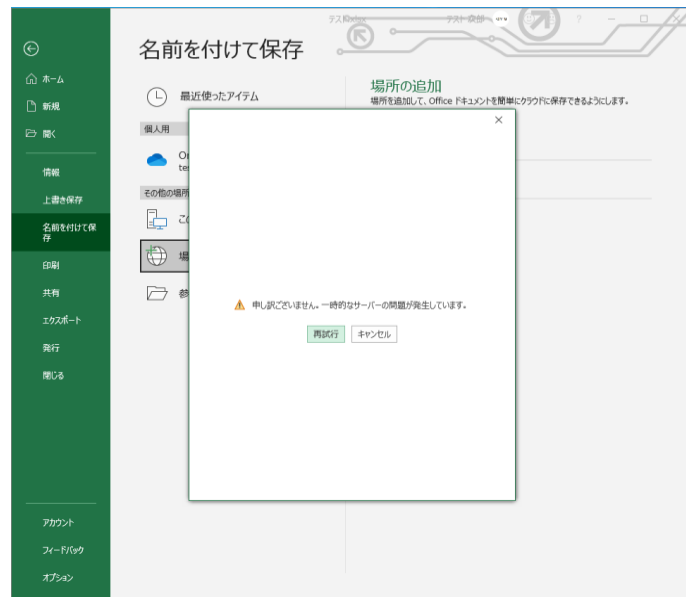 テスト.xlsx
テスト 次郎
?
名前を付けて保存
ホーム
新規
開く
情報
上書き保存
名前を付けて保
存
印刷
共有
エクスポート
発行
閉じる
アカウント
フィードバック
オプション
最近使ったアイテム
個人用
On
tes
その他の場所
この
場
参
場所の追加
場所を追加して、Office ドキュメントを簡単にクラウドに保存できるようにします。
申し訳ございません。一時的なサーバーの問題が発生しています。
再試行
キャンセル